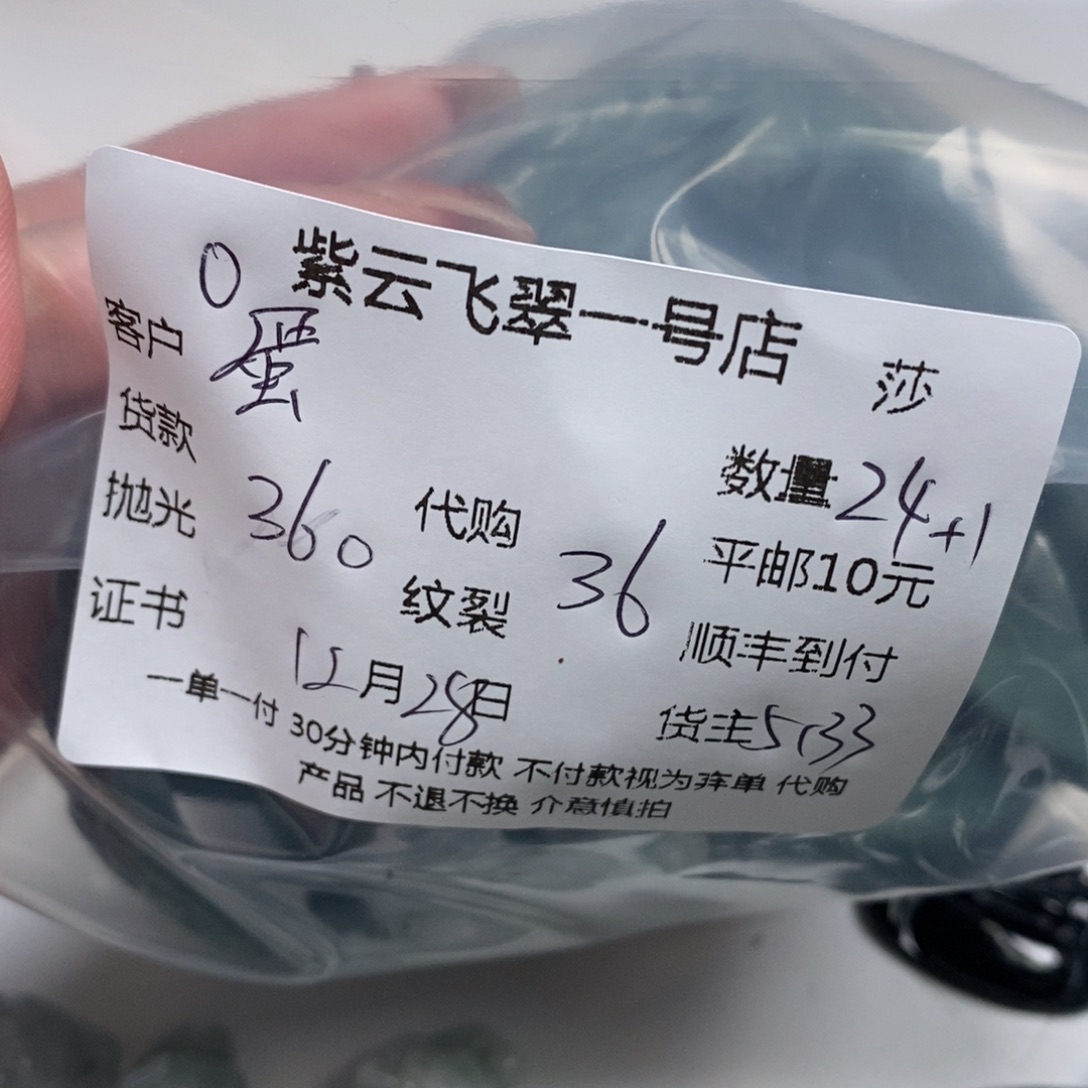 紫云飞翠一号店
莎
客户 0蛋
货款 360 代购 36 数量 24+1
抛光 纹裂 平邮10元
证书 顺丰到付
12月28日 货主5133
一单一付 30分钟内付款 不付款视为弃单 代购
产品 不退不换 介意慎拍